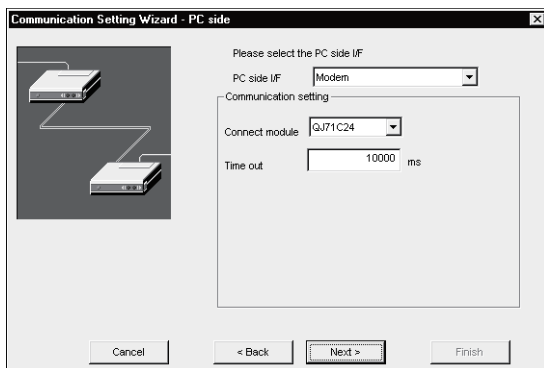 Communication Setting Wizard - PC side
Please select the PC side I/F
PC side I/F Modem
Communication setting
Connect module QJ71C24
Time out 10000 ms
Cancel < Back Next > Finish